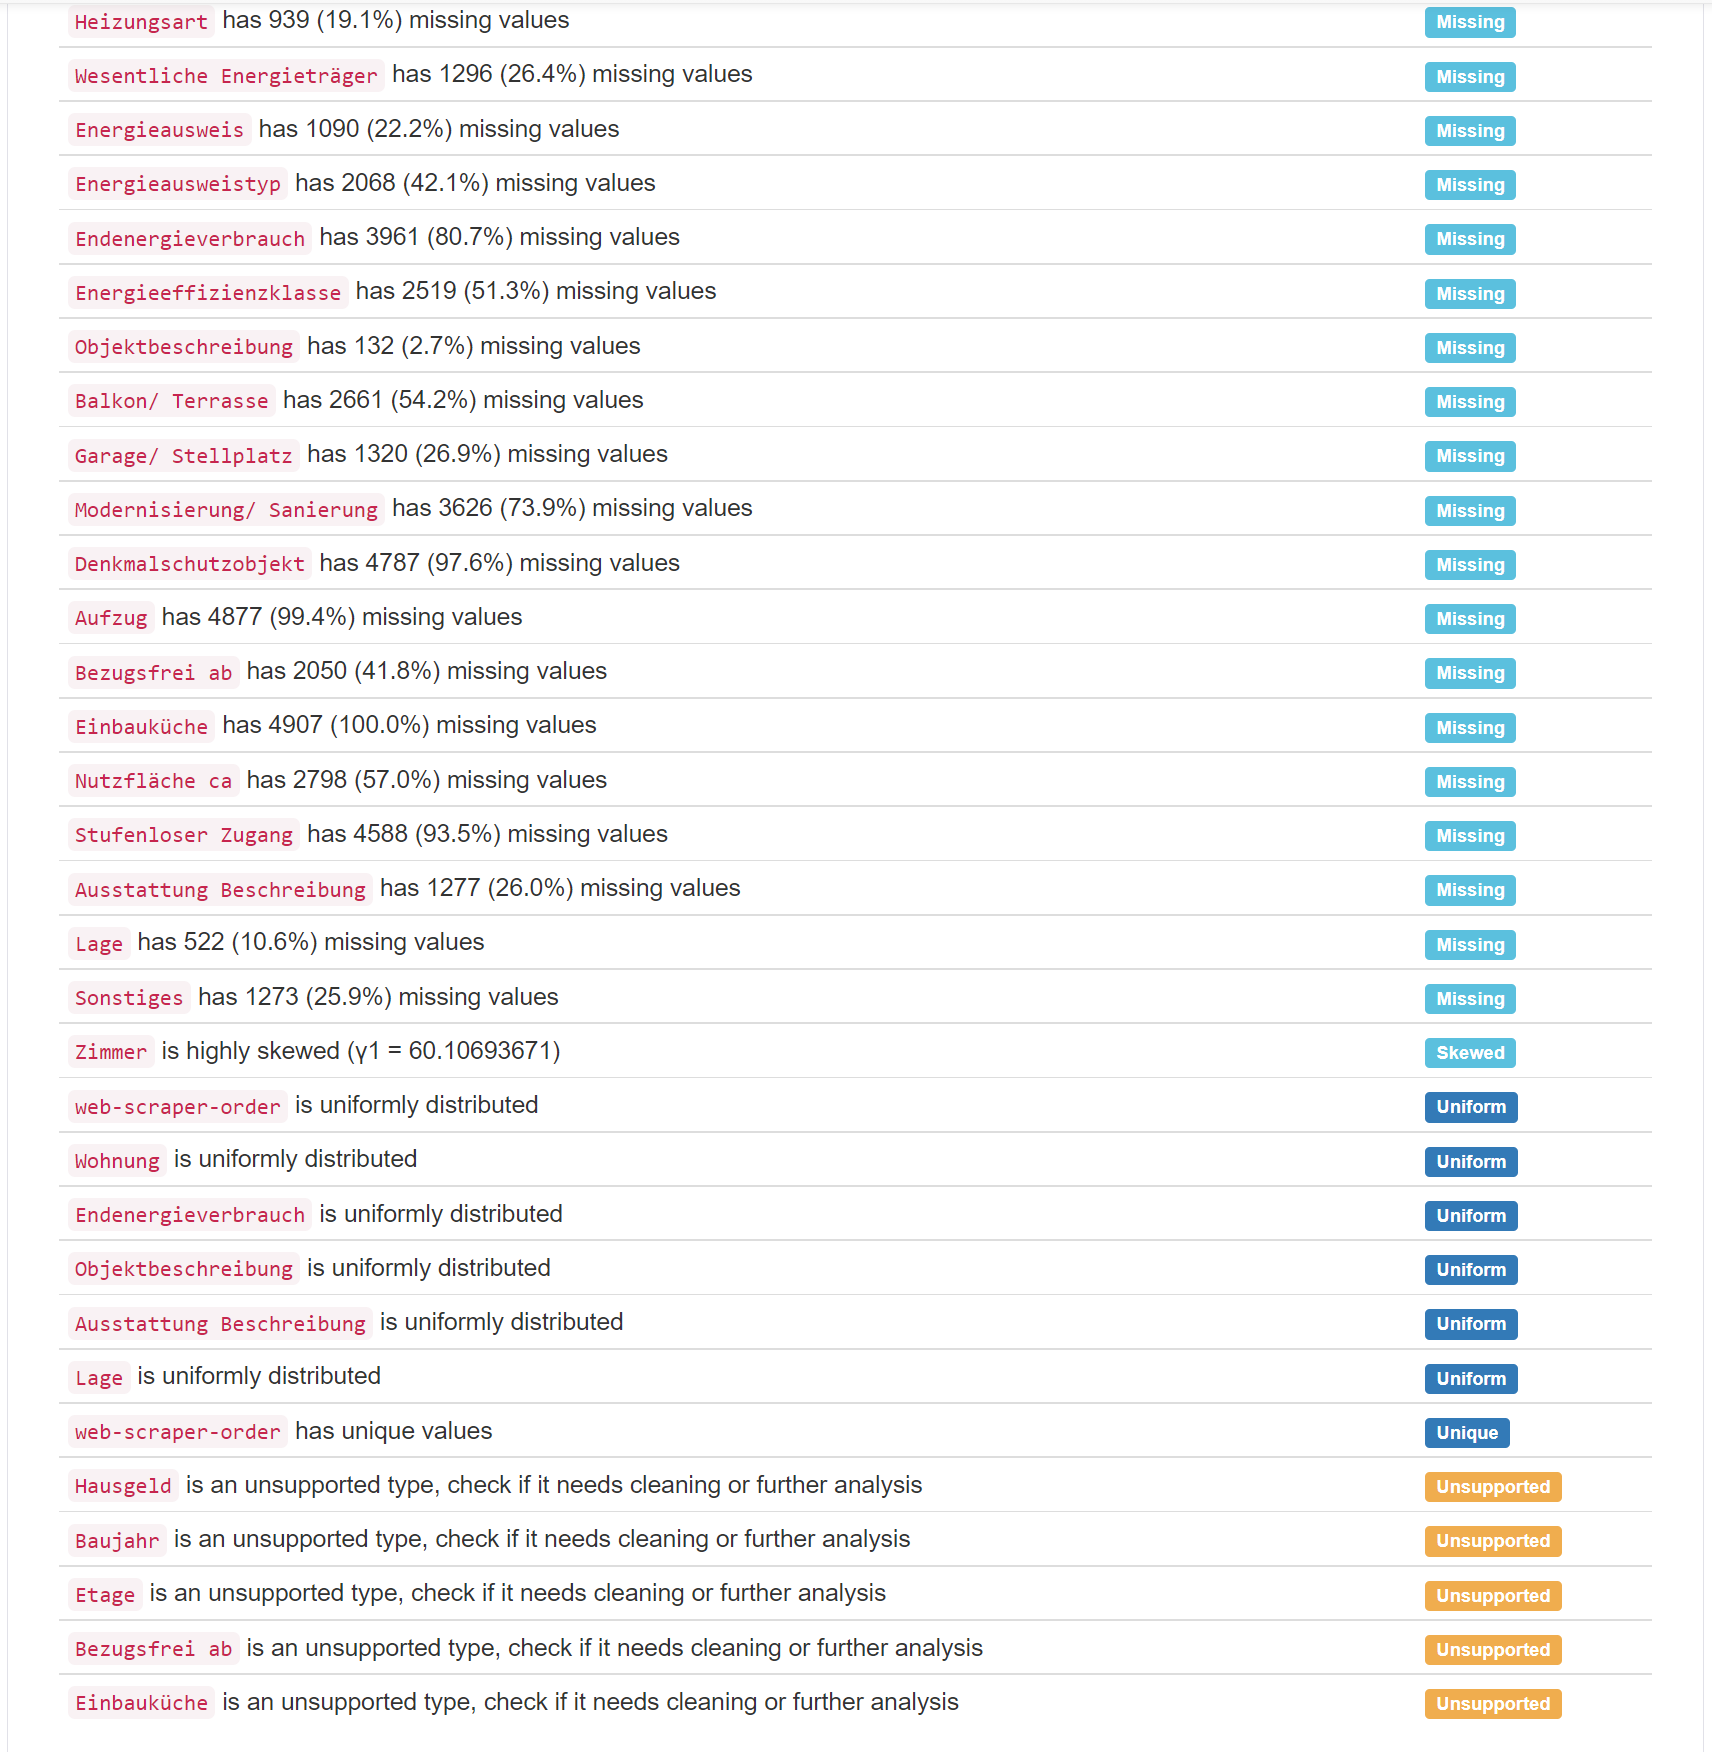 Heizungsart has 939 (19.1%) missing values Missing
Wesentliche Energieträger has 1296 (26.4%) missing values Missing
Energieausweis has 1090 (22.2%) missing values Missing
Energieausweistyp has 2068 (42.1%) missing values Missing
Endenergieverbrauch has 3961 (80.7%) missing values Missing
Energieeffizienzklasse has 2519 (51.3%) missing values Missing
Objektbeschreibung has 132 (2.7%) missing values Missing
Balkon/ Terrasse has 2661 (54.2%) missing values Missing
Garage/ Stellplatz has 1320 (26.9%) missing values Missing
Modernisierung/ Sanierung has 3626 (73.9%) missing values Missing
Denkmalschutzobjekt has 4787 (97.6%) missing values Missing
Aufzug has 4877 (99.4%) missing values Missing
Bezugsfrei ab has 2050 (41.8%) missing values Missing
Einbauküche has 4907 (100.0%) missing values Missing
Nutzfläche ca has 2798 (57.0%) missing values Missing
Stufenloser Zugang has 4588 (93.5%) missing values Missing
Ausstattung Beschreibung has 1277 (26.0%) missing values Missing
Lage has 522 (10.6%) missing values Missing
Sonstiges has 1273 (25.9%) missing values Missing
Zimmer is highly skewed (γ1 = 60.10693671) Skewed
web-scraper-order is uniformly distributed Uniform
Wohnung is uniformly distributed Uniform
Endenergieverbrauch is uniformly distributed Uniform
Objektbeschreibung is uniformly distributed Uniform
Ausstattung Beschreibung is uniformly distributed Uniform
Lage is uniformly distributed Uniform
web-scraper-order has unique values Unique
Hausgeld is an unsupported type, check if it needs cleaning or further analysis Unsupported
Baujahr is an unsupported type, check if it needs cleaning or further analysis Unsupported
Etage is an unsupported type, check if it needs cleaning or further analysis Unsupported
Bezugsfrei ab is an unsupported type, check if it needs cleaning or further analysis Unsupported
Einbauküche is an unsupported type, check if it needs cleaning or further analysis Unsupported